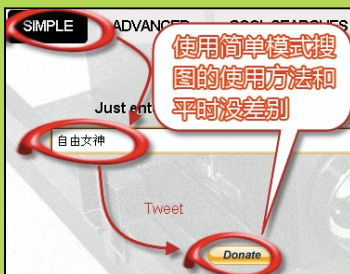 SIMPLE ADVANCED COOL SEARCHES
使用简单模式搜
图的使用方法和
平时没差别
Just ent
自由女神
Tweet
Donate